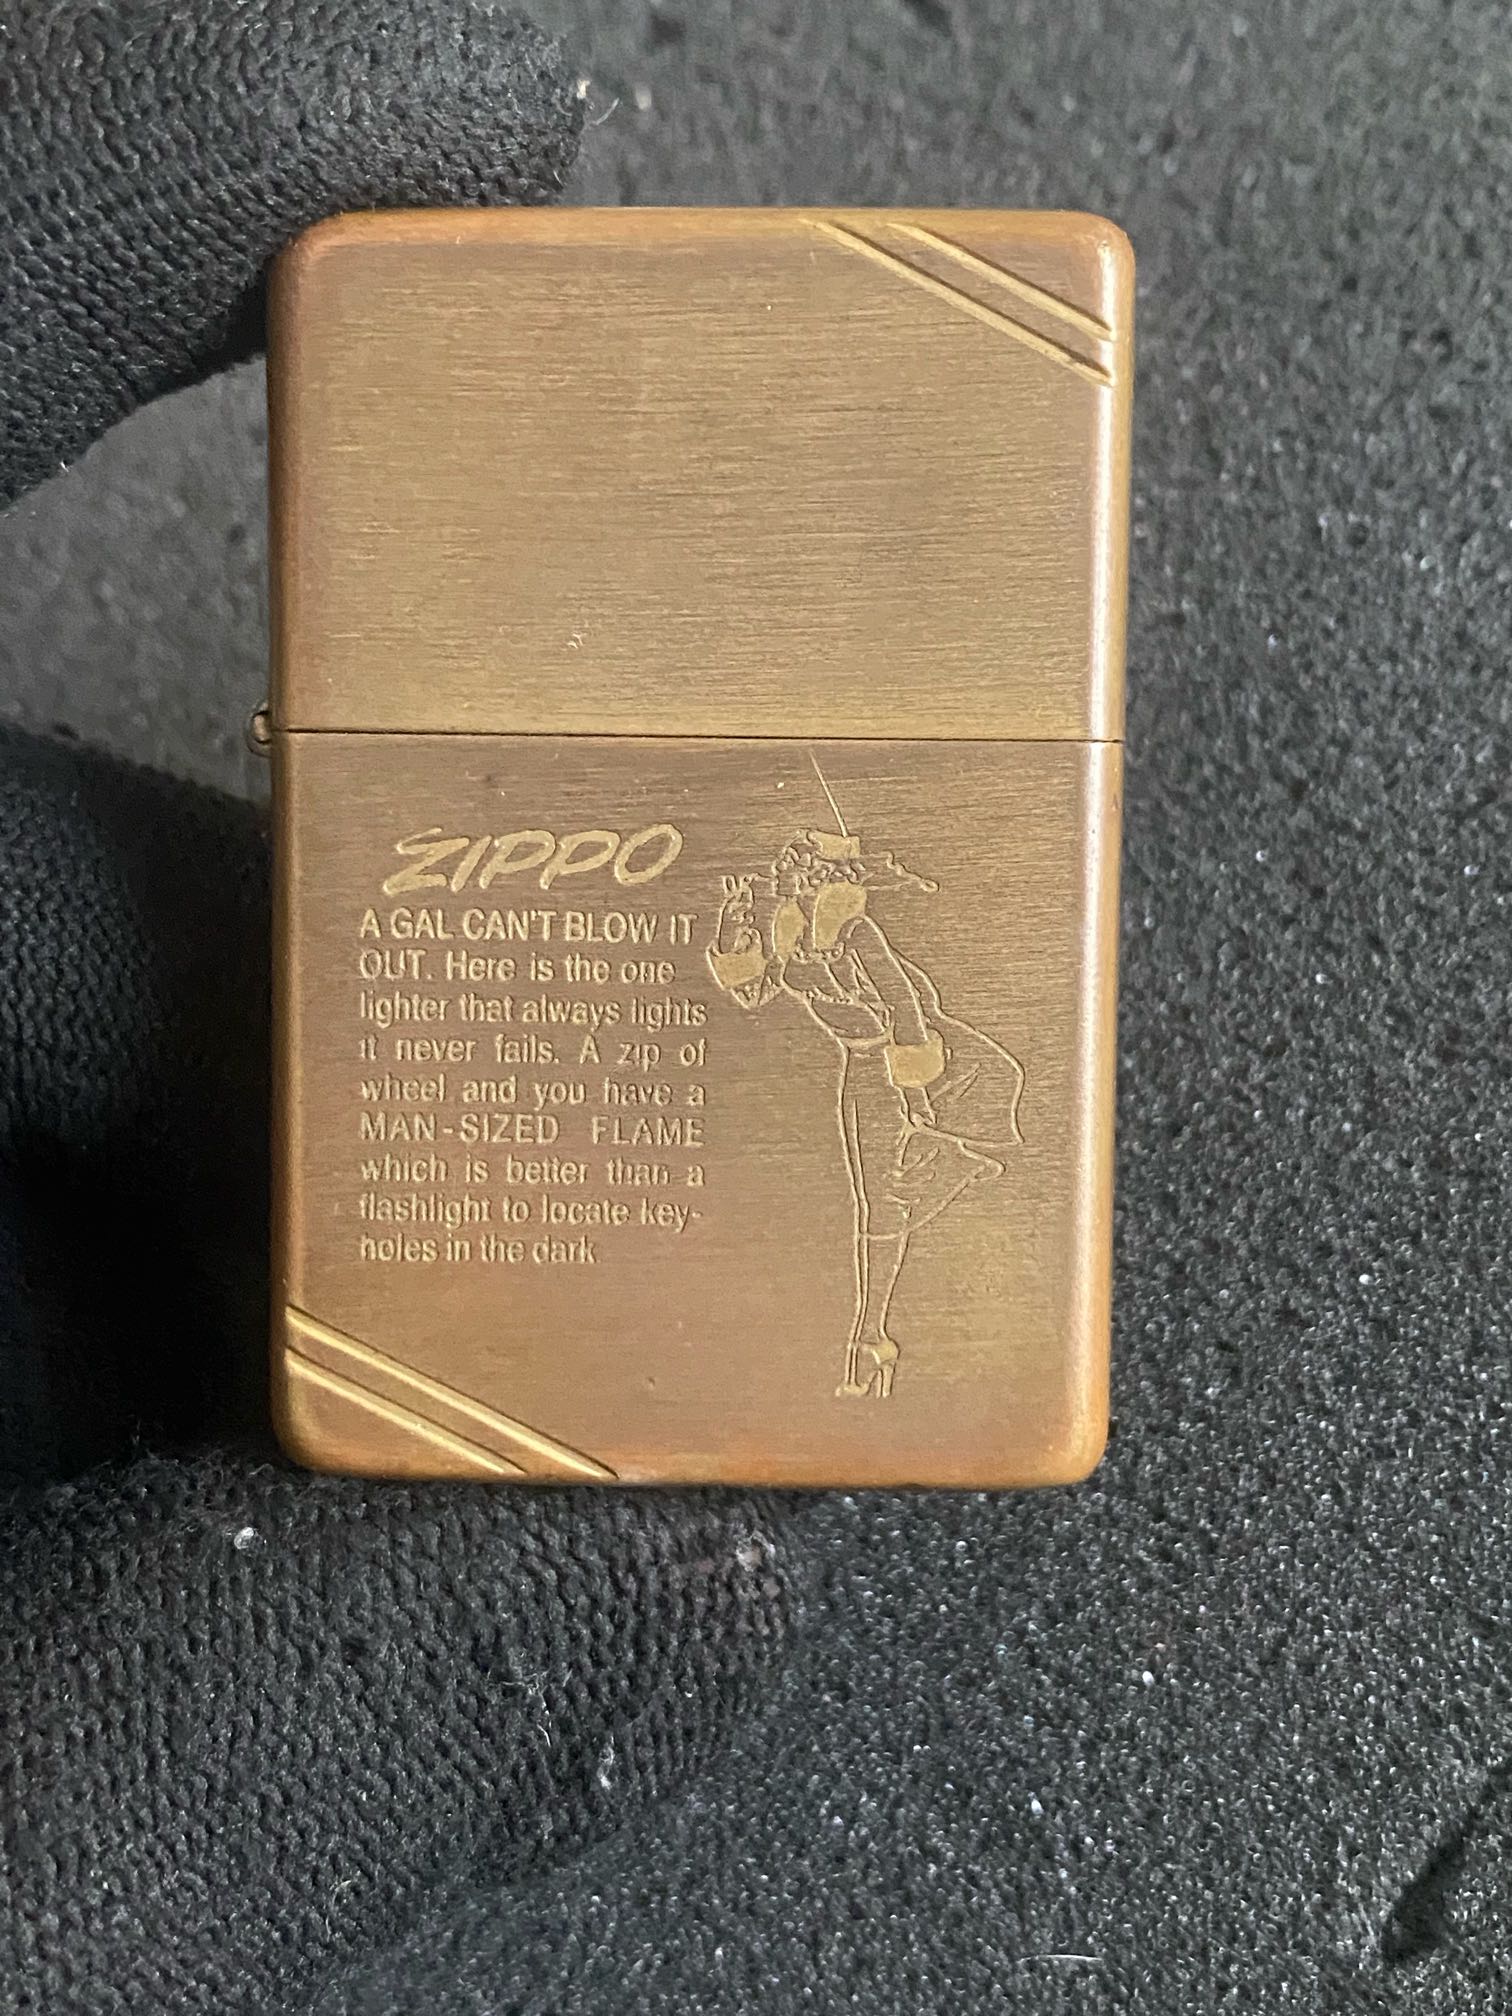 ZIPPO
A GAL CAN'T BLOW IT
OUT. Here is the one
lighter that always lights
it never fails. A zip of
wheel and you have a
MAN-SIZED FLAME
which is better than a
flashlight to locate key-
holes in the dark